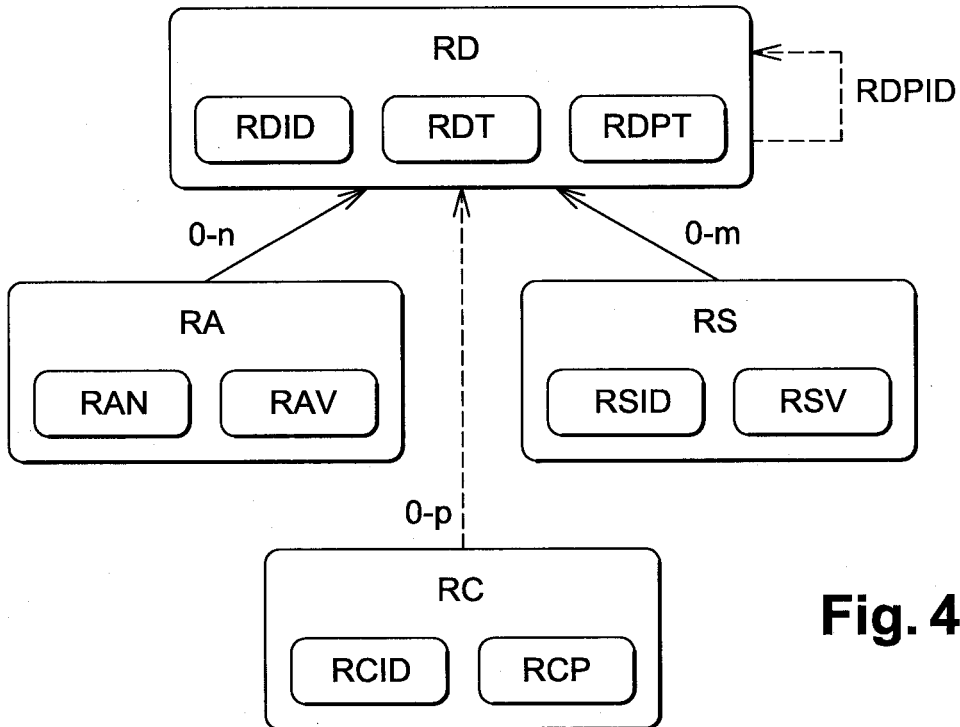 RD
RDID RDT RDPT
RDPID
0-n
0-m
RA
RAN RAV
RS
RSID RSV
0-p
RC
RCID RCP
Fig. 4